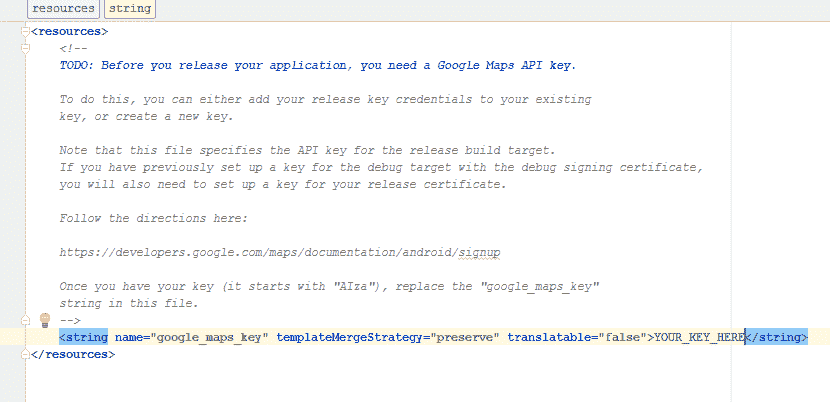 resources string
<resources>
<!--
TODO: Before you release your application, you need a Google Maps API key.
To do this, you can either add your release key credentials to your existing
key, or create a new key.
Note that this file specifies the API key for the release build target.
If you have previously set up a key for the debug target with the debug signing certificate,
you will also need to set up a key for your release certificate.
Follow the directions here:
https://developers.google.com/maps/documentation/android/signup
Once you have your key (it starts with "AIza"), replace the "google_maps_key"
string in this file.
-->
<string name="google_maps_key" templateMergeStrategy="preserve" translatable="false">YOUR_KEY_HERE</string>
</resources>